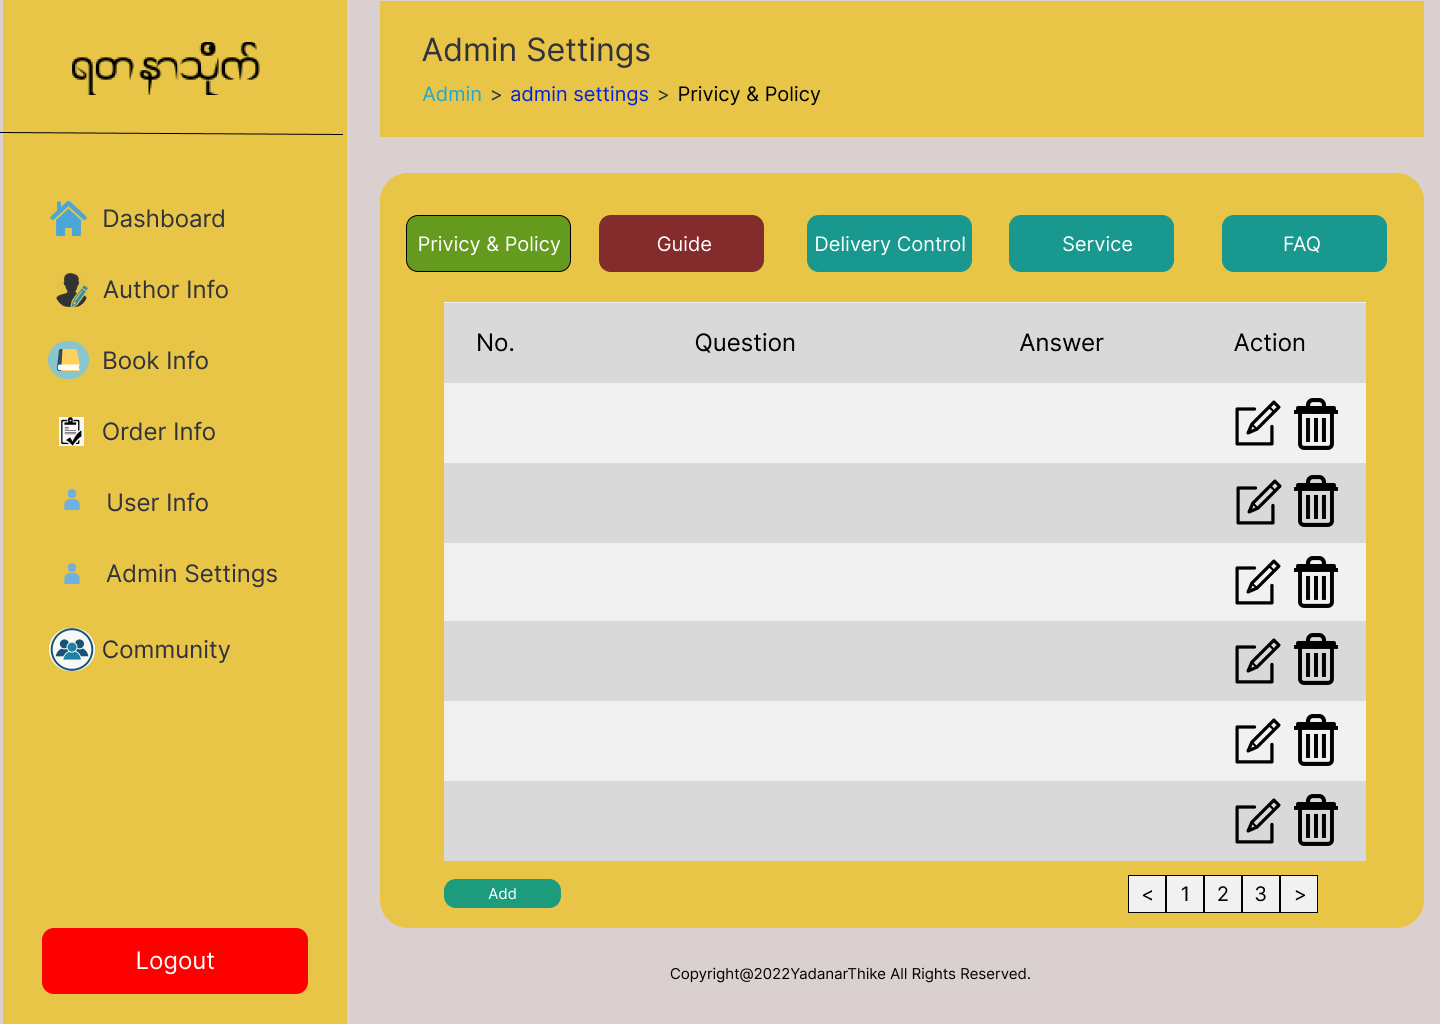 ရတနာသိုက်
Dashboard
Author Info
Book Info
Order Info
User Info
Admin Settings
Community
Logout
Admin Settings
Admin > admin settings > Privicy & Policy
Privicy & Policy Guide Delivery Control Service FAQ
No. Question Answer Action
Add
< 1 2 3 >
Copyright@2022YadanarThike All Rights Reserved.